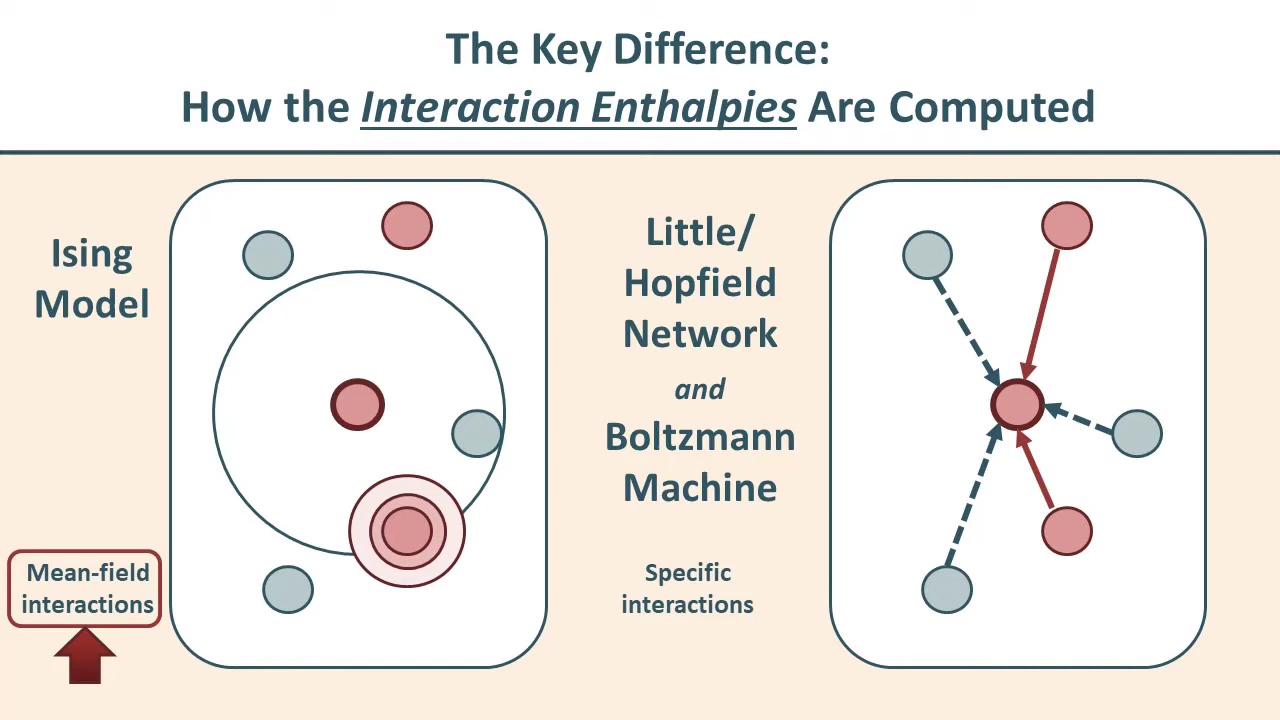 The Key Difference:
How the Interaction Enthalpies Are Computed
Ising
Model
Mean-field
interactions
Little/
Hopfield
Network
and
Boltzmann
Machine
Specific
interactions